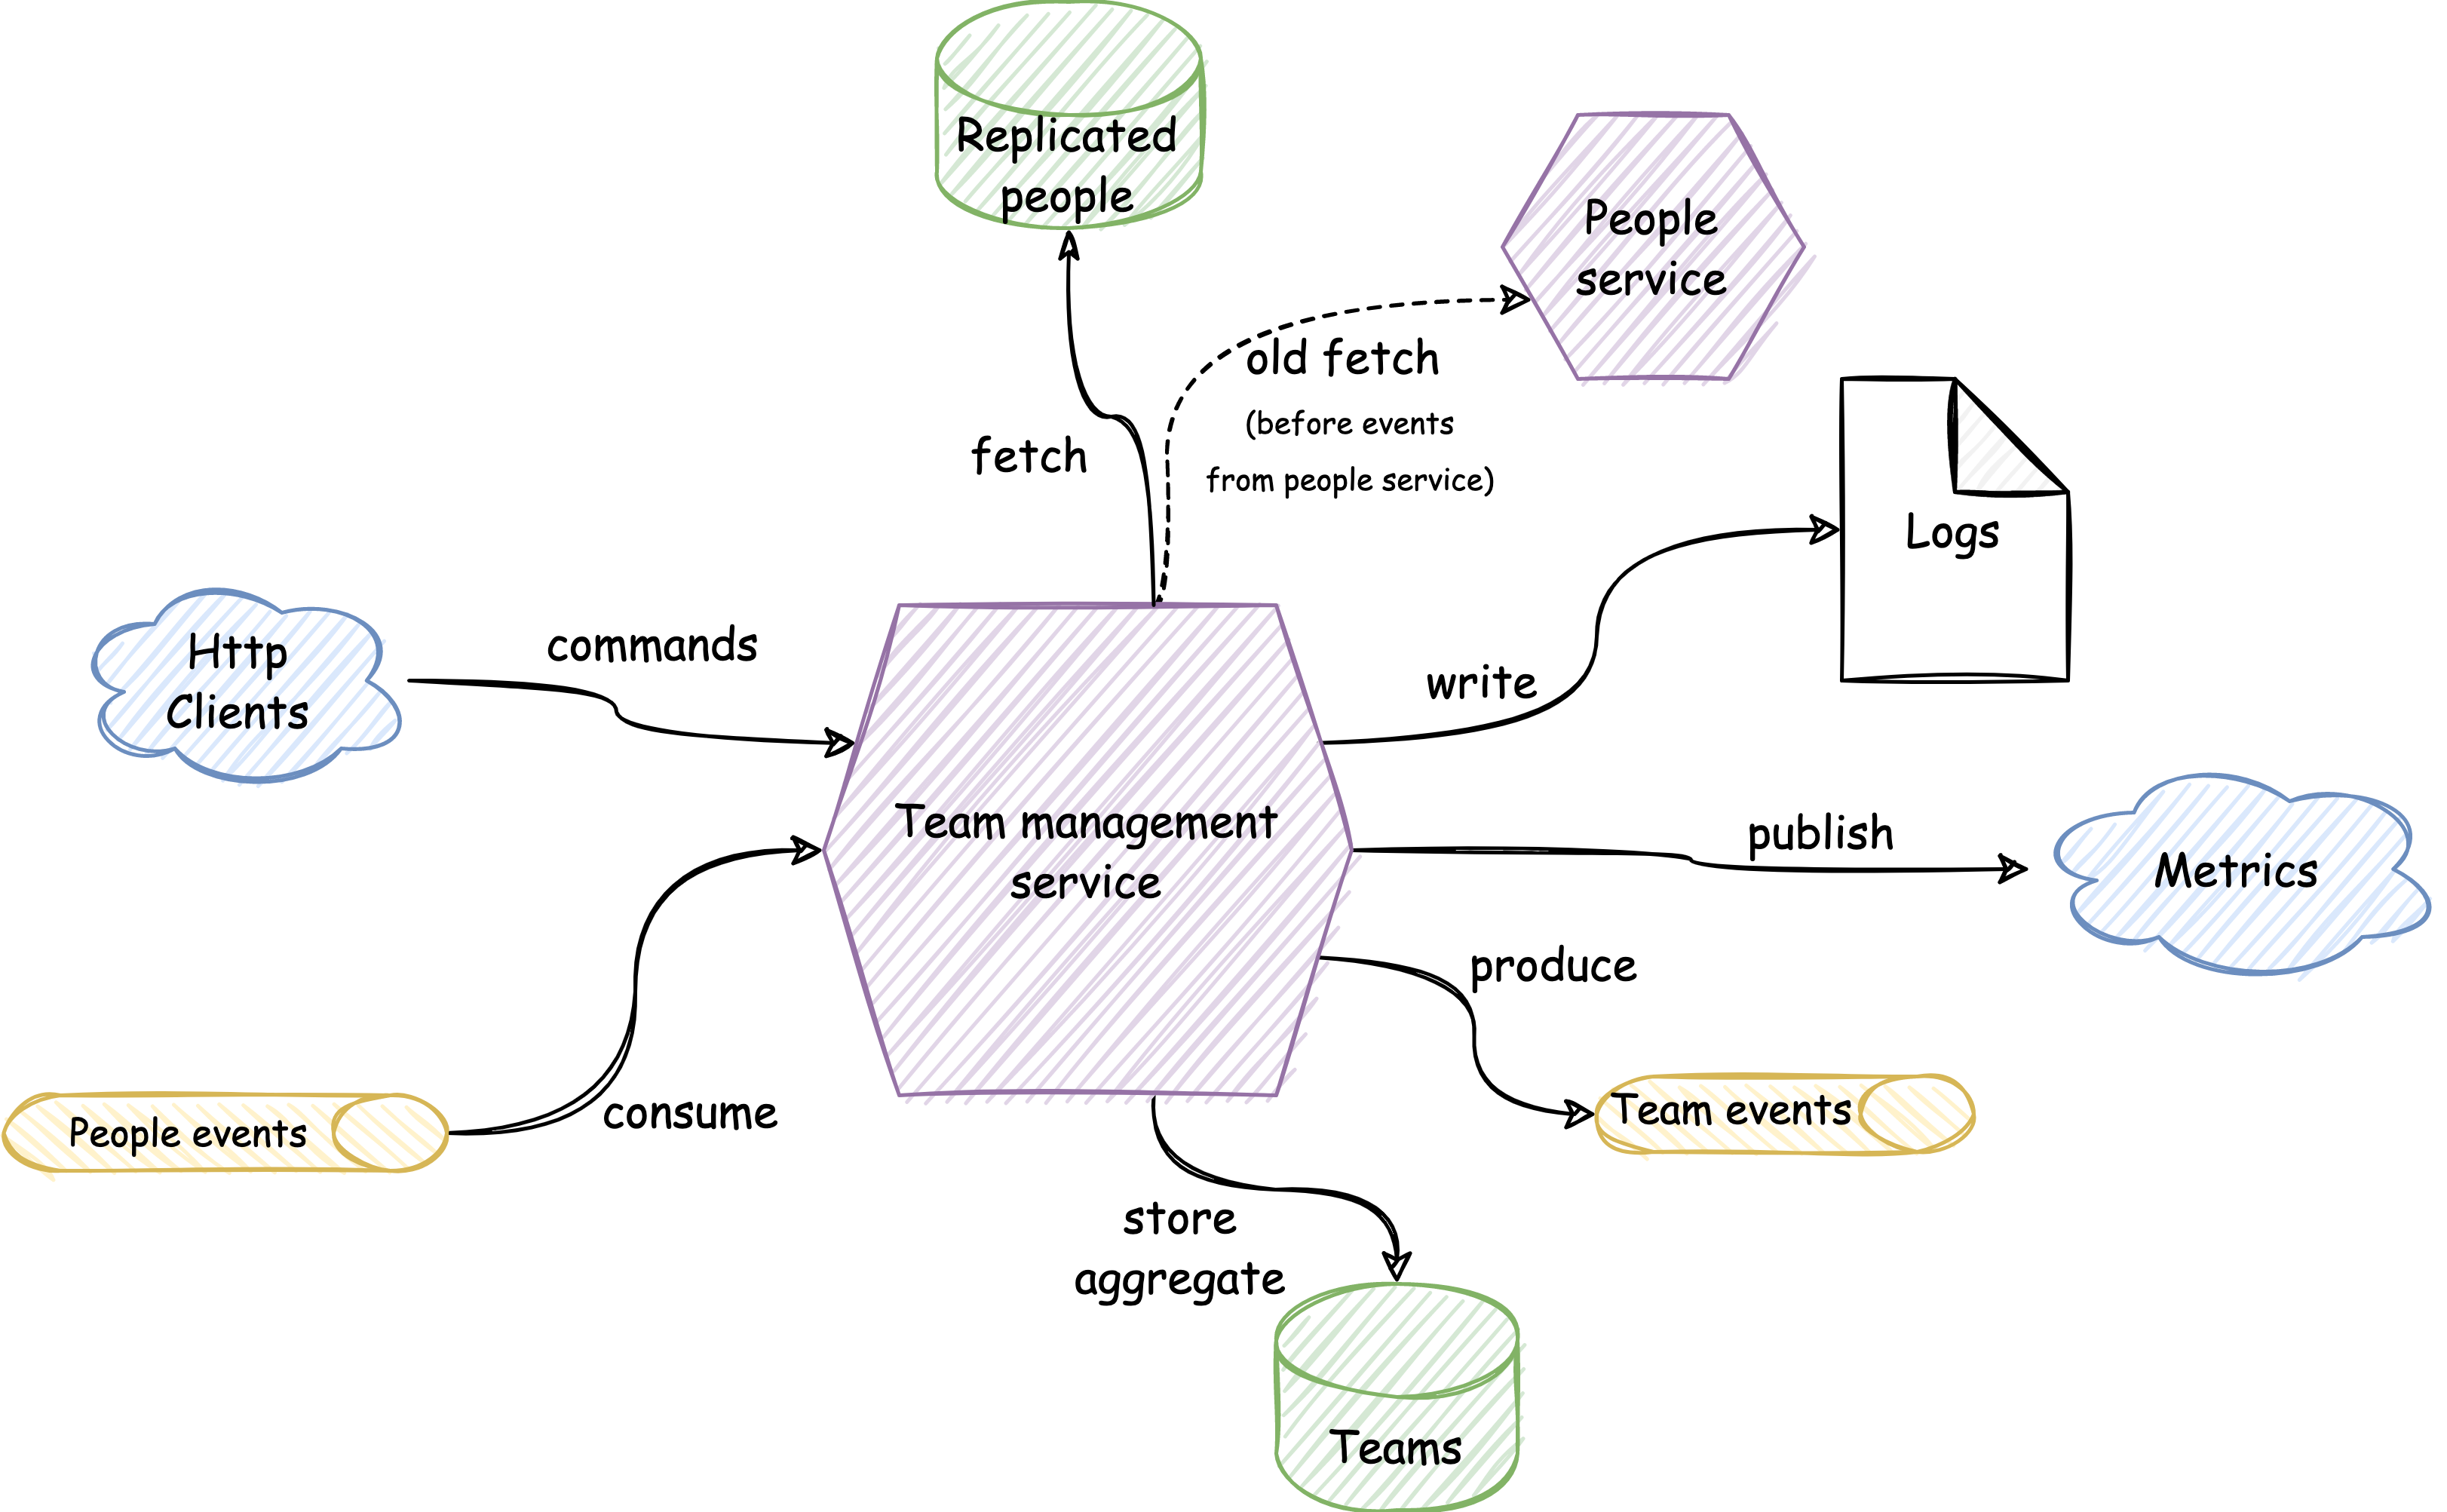 Replicated
people
People
service
old fetch
(before events
from people service)
fetch
Logs
Http
Clients
commands
write
Team management
service
publish
Metrics
produce
People events
consume
Team events
store
aggregate
Teams